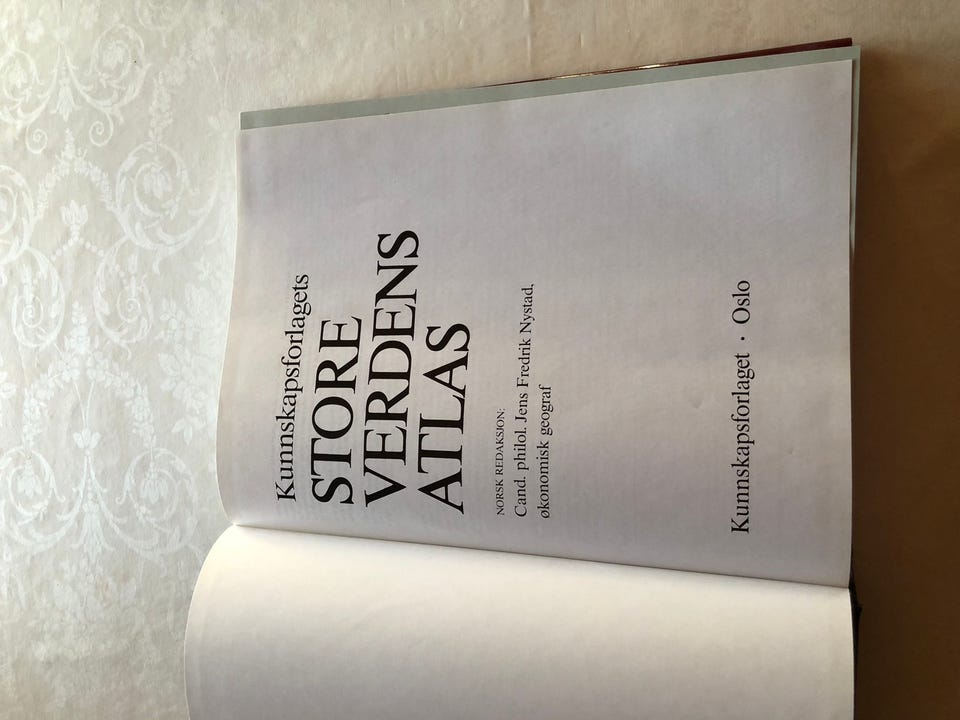 Kunnskapsforlagets
STORE
VERDENS
ATLAS
NORSK REDAKSJON:
Cand. philol. Jens Fredrik Nystad,
økonomisk geograf
Kunnskapsforlaget · Oslo